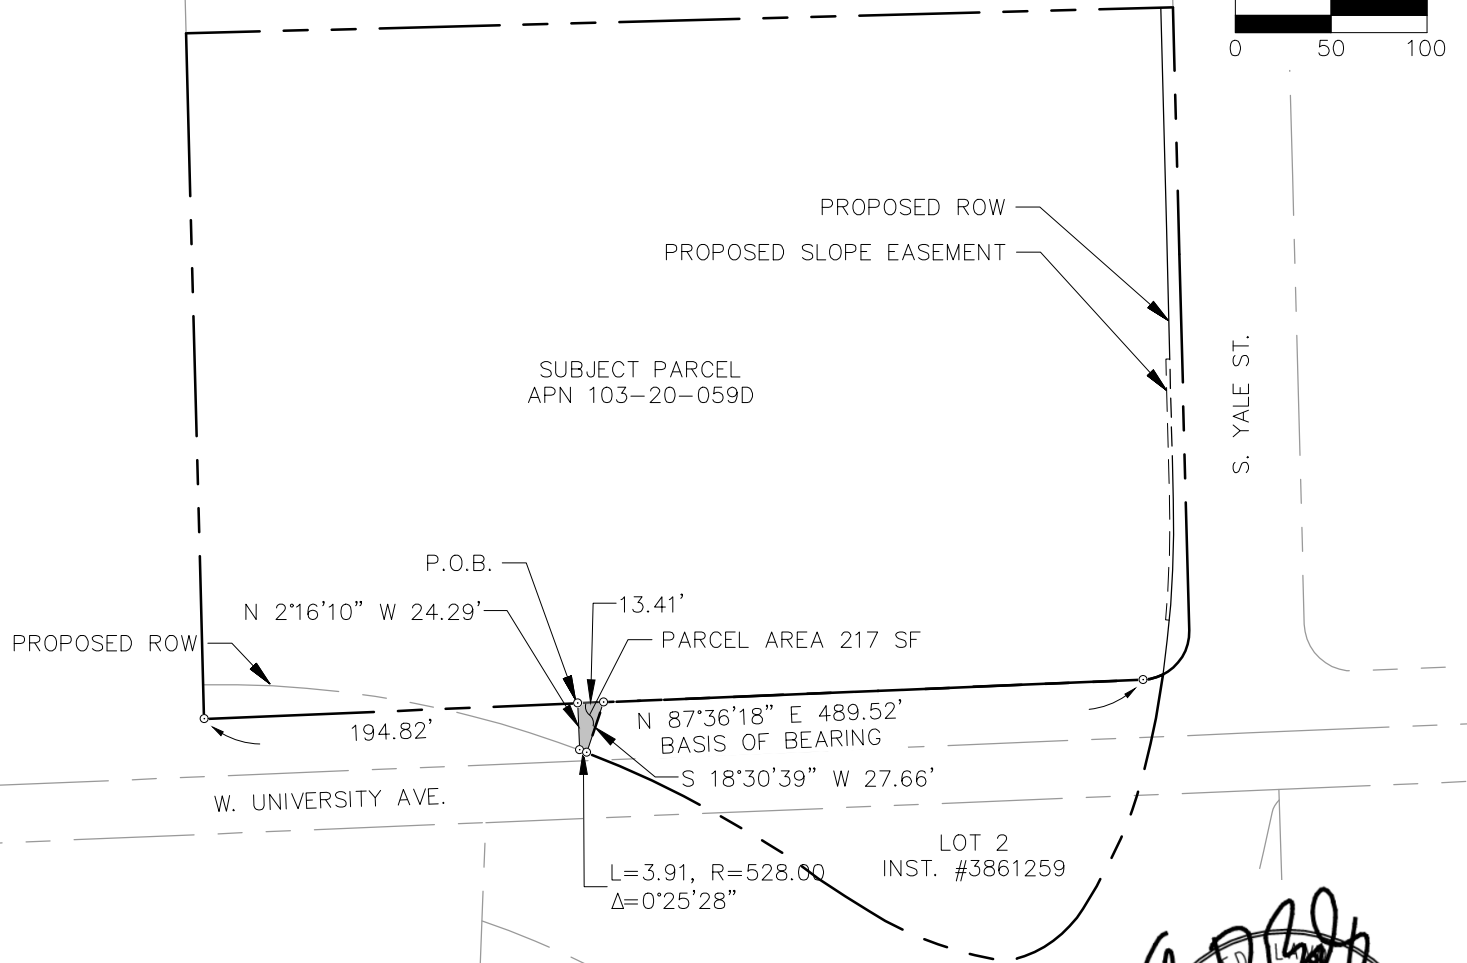 0 50 100
PROPOSED ROW
PROPOSED SLOPE EASEMENT
SUBJECT PARCEL
APN 103-20-059D
S. YALE ST.
P.O.B.
N 2°16'10" W 24.29'
13.41'
PROPOSED ROW
PARCEL AREA 217 SF
194.82'
N 87°36'18" E 489.52'
BASIS OF BEARING
S 18°30'39" W 27.66'
W. UNIVERSITY AVE.
LOT 2
INST. #3861259
L=3.91, R=528.00
Δ=0°25'28"